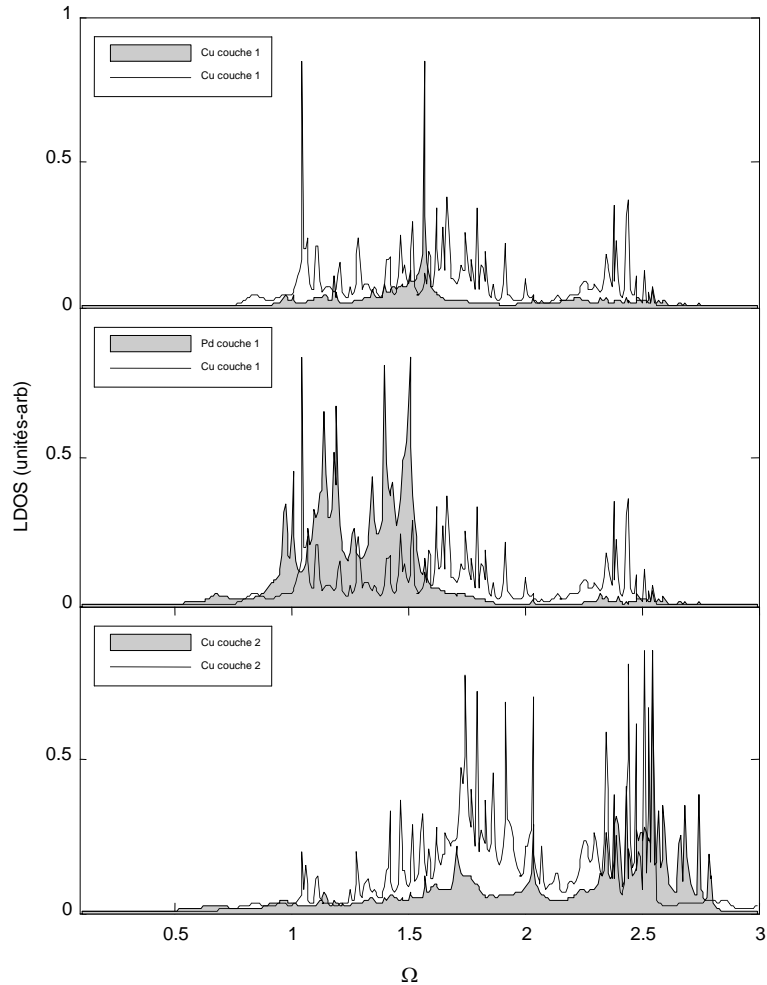 1
Cu couche 1
Cu couche 1
0.5
0
Pd couche 1
Cu couche 1
0.5
LDOS (unités-arb)
0
Cu couche 2
Cu couche 2
0.5
0
0.5 1 1.5 2 2.5 3
Ω